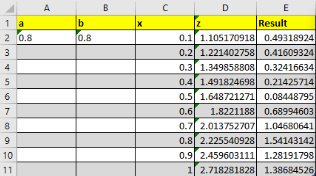 A B C D E
1 a b x z Result
2 0.8 0.8 0.1 1.105170918 0.49318924
3 0.2 1.221402758 0.41609324
4 0.3 1.349858808 0.32416634
5 0.4 1.491824698 0.21425714
6 0.5 1.648721271 0.08448795
7 0.6 1.8221188 0.68994603
8 0.7 2.013752707 1.04680641
9 0.8 2.225540928 1.54143142
10 0.9 2.459603111 1.28191798
11 1 2.718281828 1.38684526